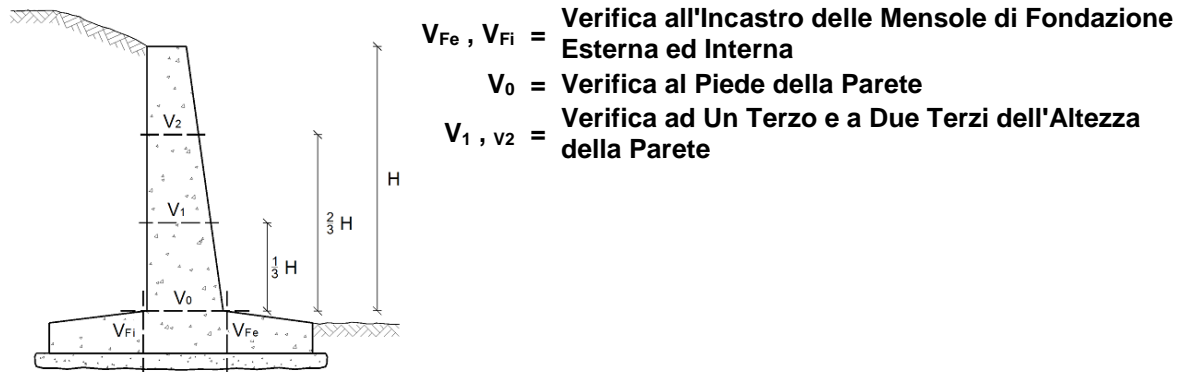 V2
V1
V0
VFi
VFe
1/3 H
2/3 H
H
VFe , VFi = Verifica all'Incastro delle Mensole di Fondazione
Esterna ed Interna
V0 = Verifica al Piede della Parete
V1 , V2 = Verifica ad Un Terzo e a Due Terzi dell'Altezza
della Parete